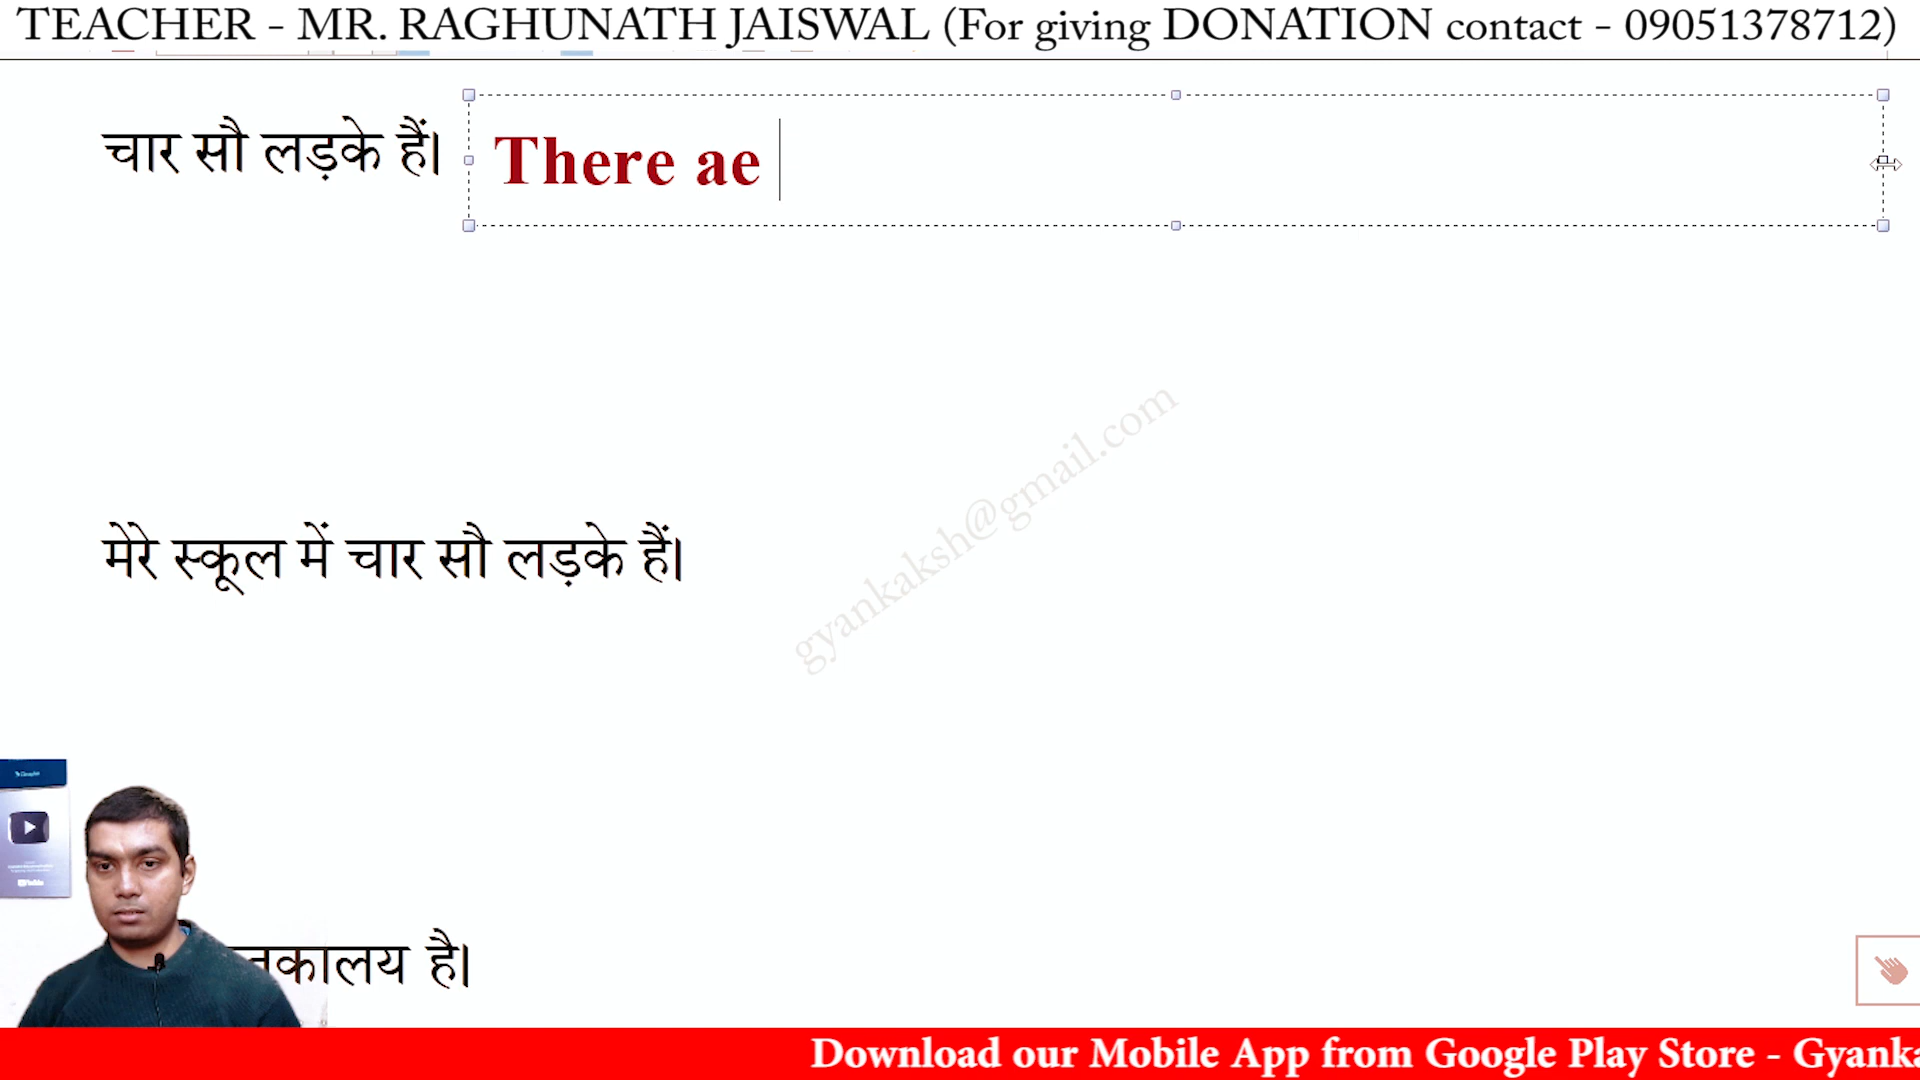 TEACHER - MR. RAGHUNATH JAISWAL (For giving DONATION contact - 09051378712)
चार सौ लड़के हैं। There ae
gyankaksh@gmail.com
मेरे स्कूल में चार सौ लड़के हैं।
है।
Download our Mobile App from Google Play Store -